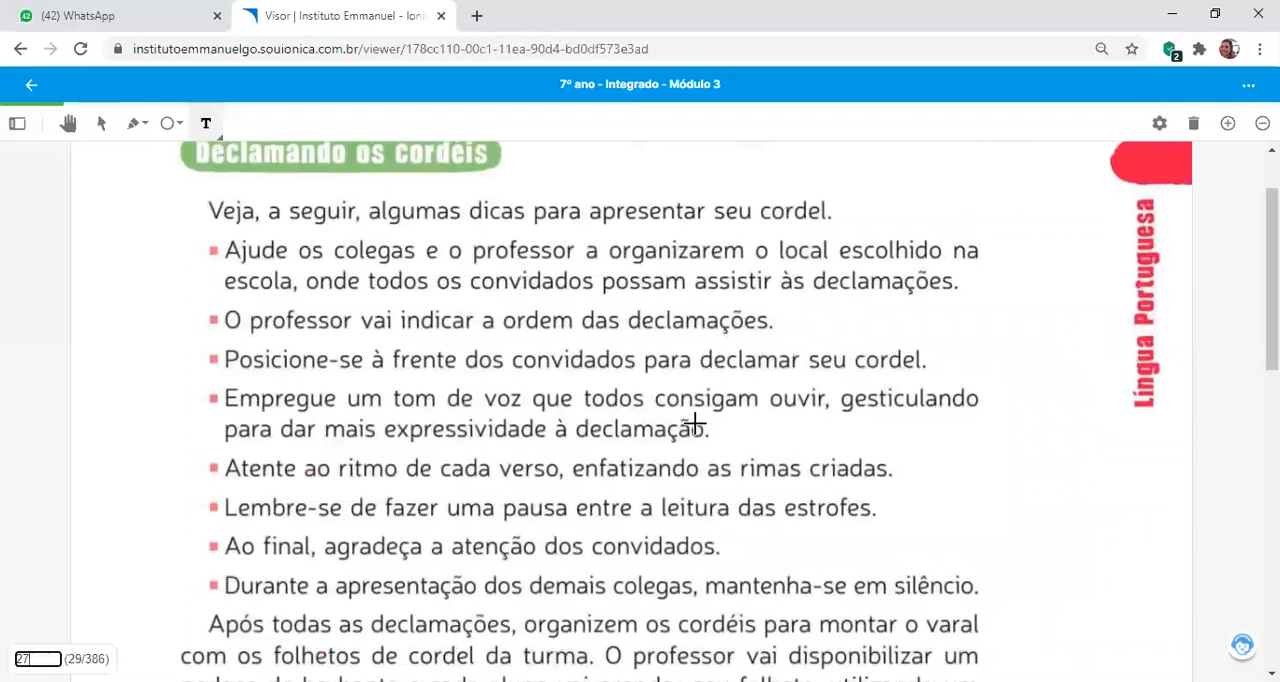 (42) WhatsApp
Visor | Instituto Emmanuel - Ioni
institutoemmanuelgo.souionica.com.br/viewer/178cc110-00c1-11ea-90d4-bd0df573e3ad
2
7º ano - Integrado - Módulo 3
T
Declamando os cordéis
Veja, a seguir, algumas dicas para apresentar seu cordel.
Ajude os colegas e o professor a organizarem o local escolhido na
escola, onde todos os convidados possam assistir às declamações.
O professor vai indicar a ordem das declamações.
Posicione-se à frente dos convidados para declamar seu cordel.
Empregue um tom de voz que todos consigam ouvir, gesticulando
para dar mais expressividade à declamação.
Atente ao ritmo de cada verso, enfatizando as rimas criadas.
Lembre-se de fazer uma pausa entre a leitura das estrofes.
Ao final, agradeça a atenção dos convidados.
Durante a apresentação dos demais colegas, mantenha-se em silêncio.
Após todas as declamações, organizem os cordéis para montar o varal
com os folhetos de cordel da turma. O professor vai disponibilizar um
Língua Portuguesa
27 (29/386)